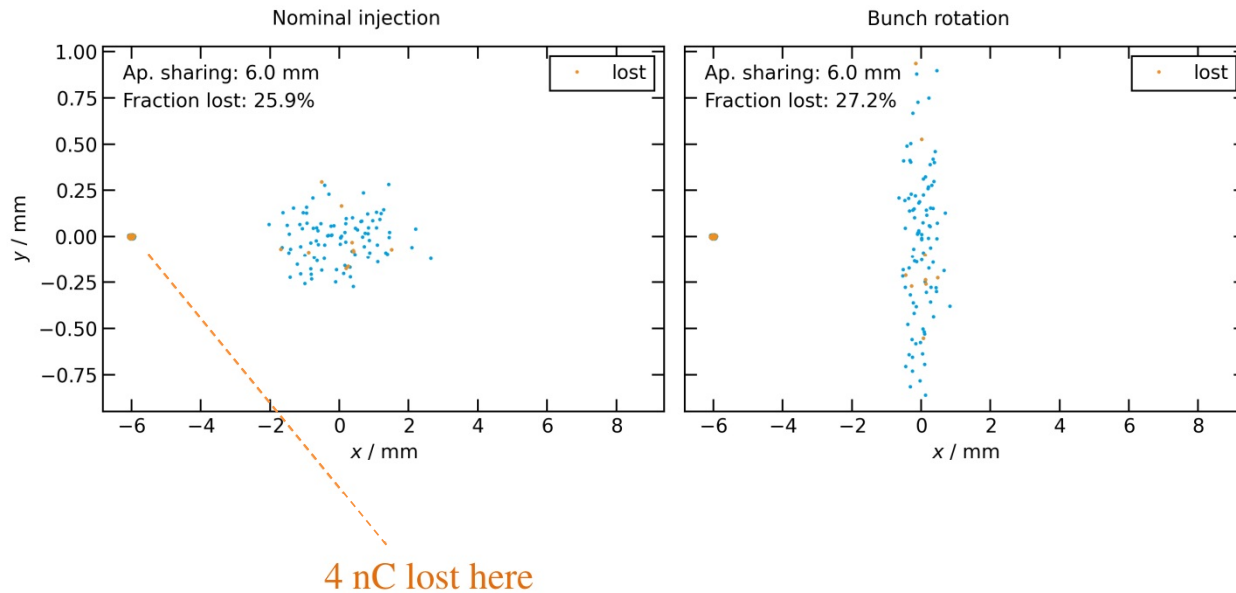 Nominal injection
Ap. sharing: 6.0 mm
Fraction lost: 25.9%
lost
1.00
0.75
0.50
0.25
0.00
−0.25
−0.50
−0.75
y / mm
−6 −4 −2 0 2 4 6 8
x / mm
Bunch rotation
Ap. sharing: 6.0 mm
Fraction lost: 27.2%
lost
−6 −4 −2 0 2 4 6 8
x / mm
4 nC lost here